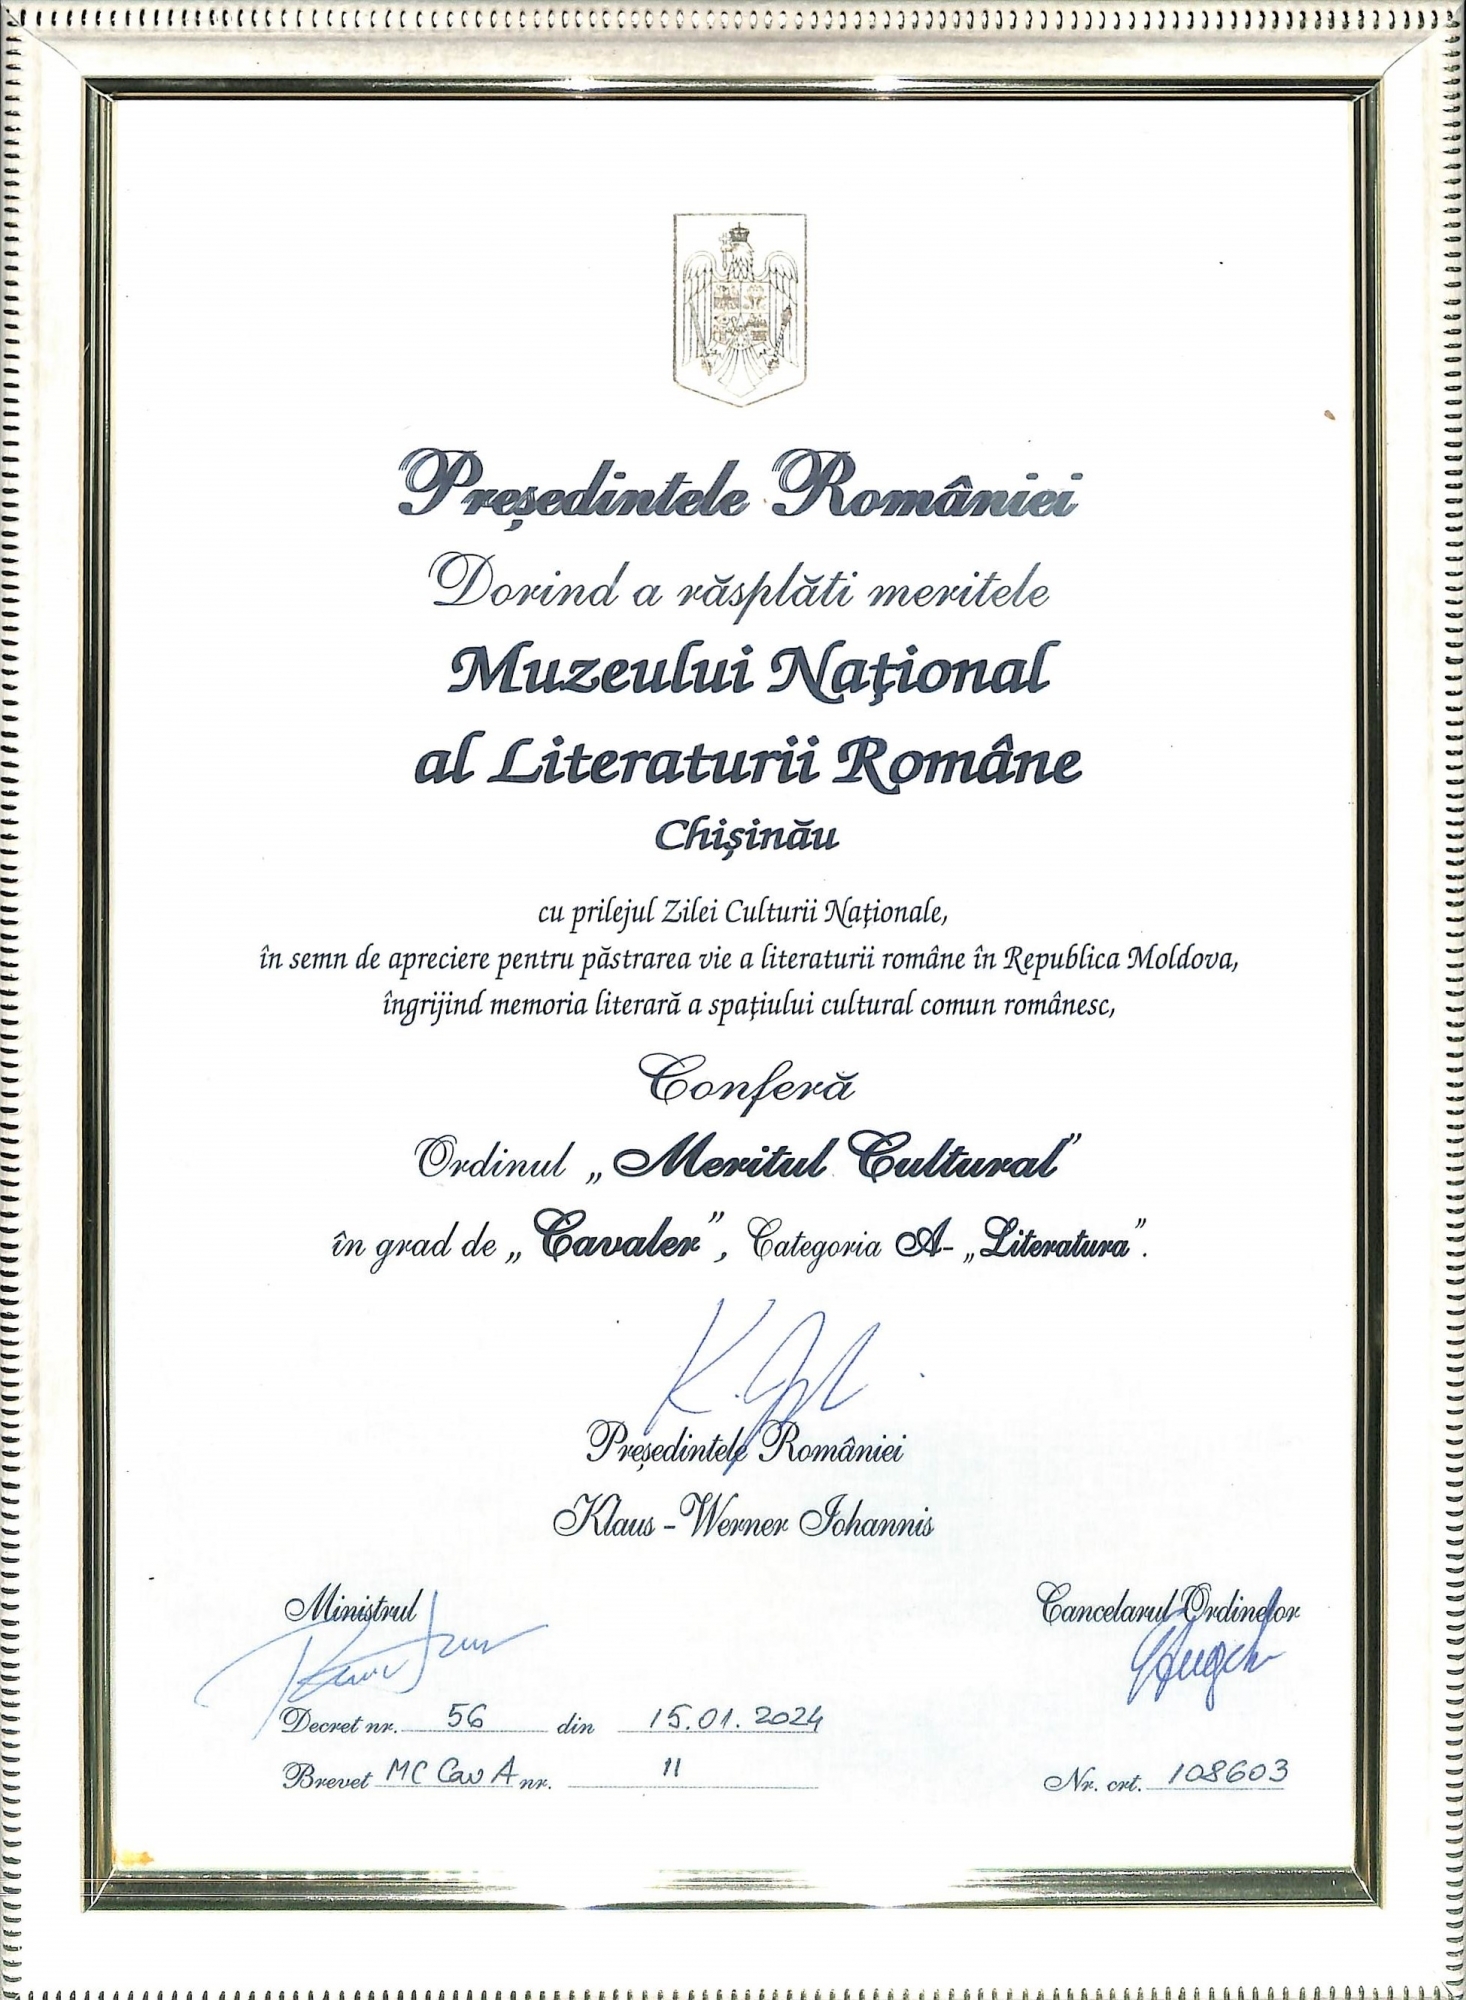 Președintele României
Dorind a răsplăti meritele
Muzeului Naţional
al Literaturii Române
Chișinău
cu prilejul Zilei Culturii Naţionale,
în semn de apreciere pentru păstrarea vie a literaturii române în Republica Moldova,
îngrijind memoria literară a spaţiului cultural comun românesc,
Conferă
Ordinul „Meritul Cultural”
în grad de „Cavaler”, Categoria A- „Literatura”.
Președintele României
Klaus - Werner Iohannis
Ministrul
Cancelarul Ordinelor
Decret nr. 56 din 15.01.2024
Brevet MC Cav A nr. 11
Nr. crt. 108603